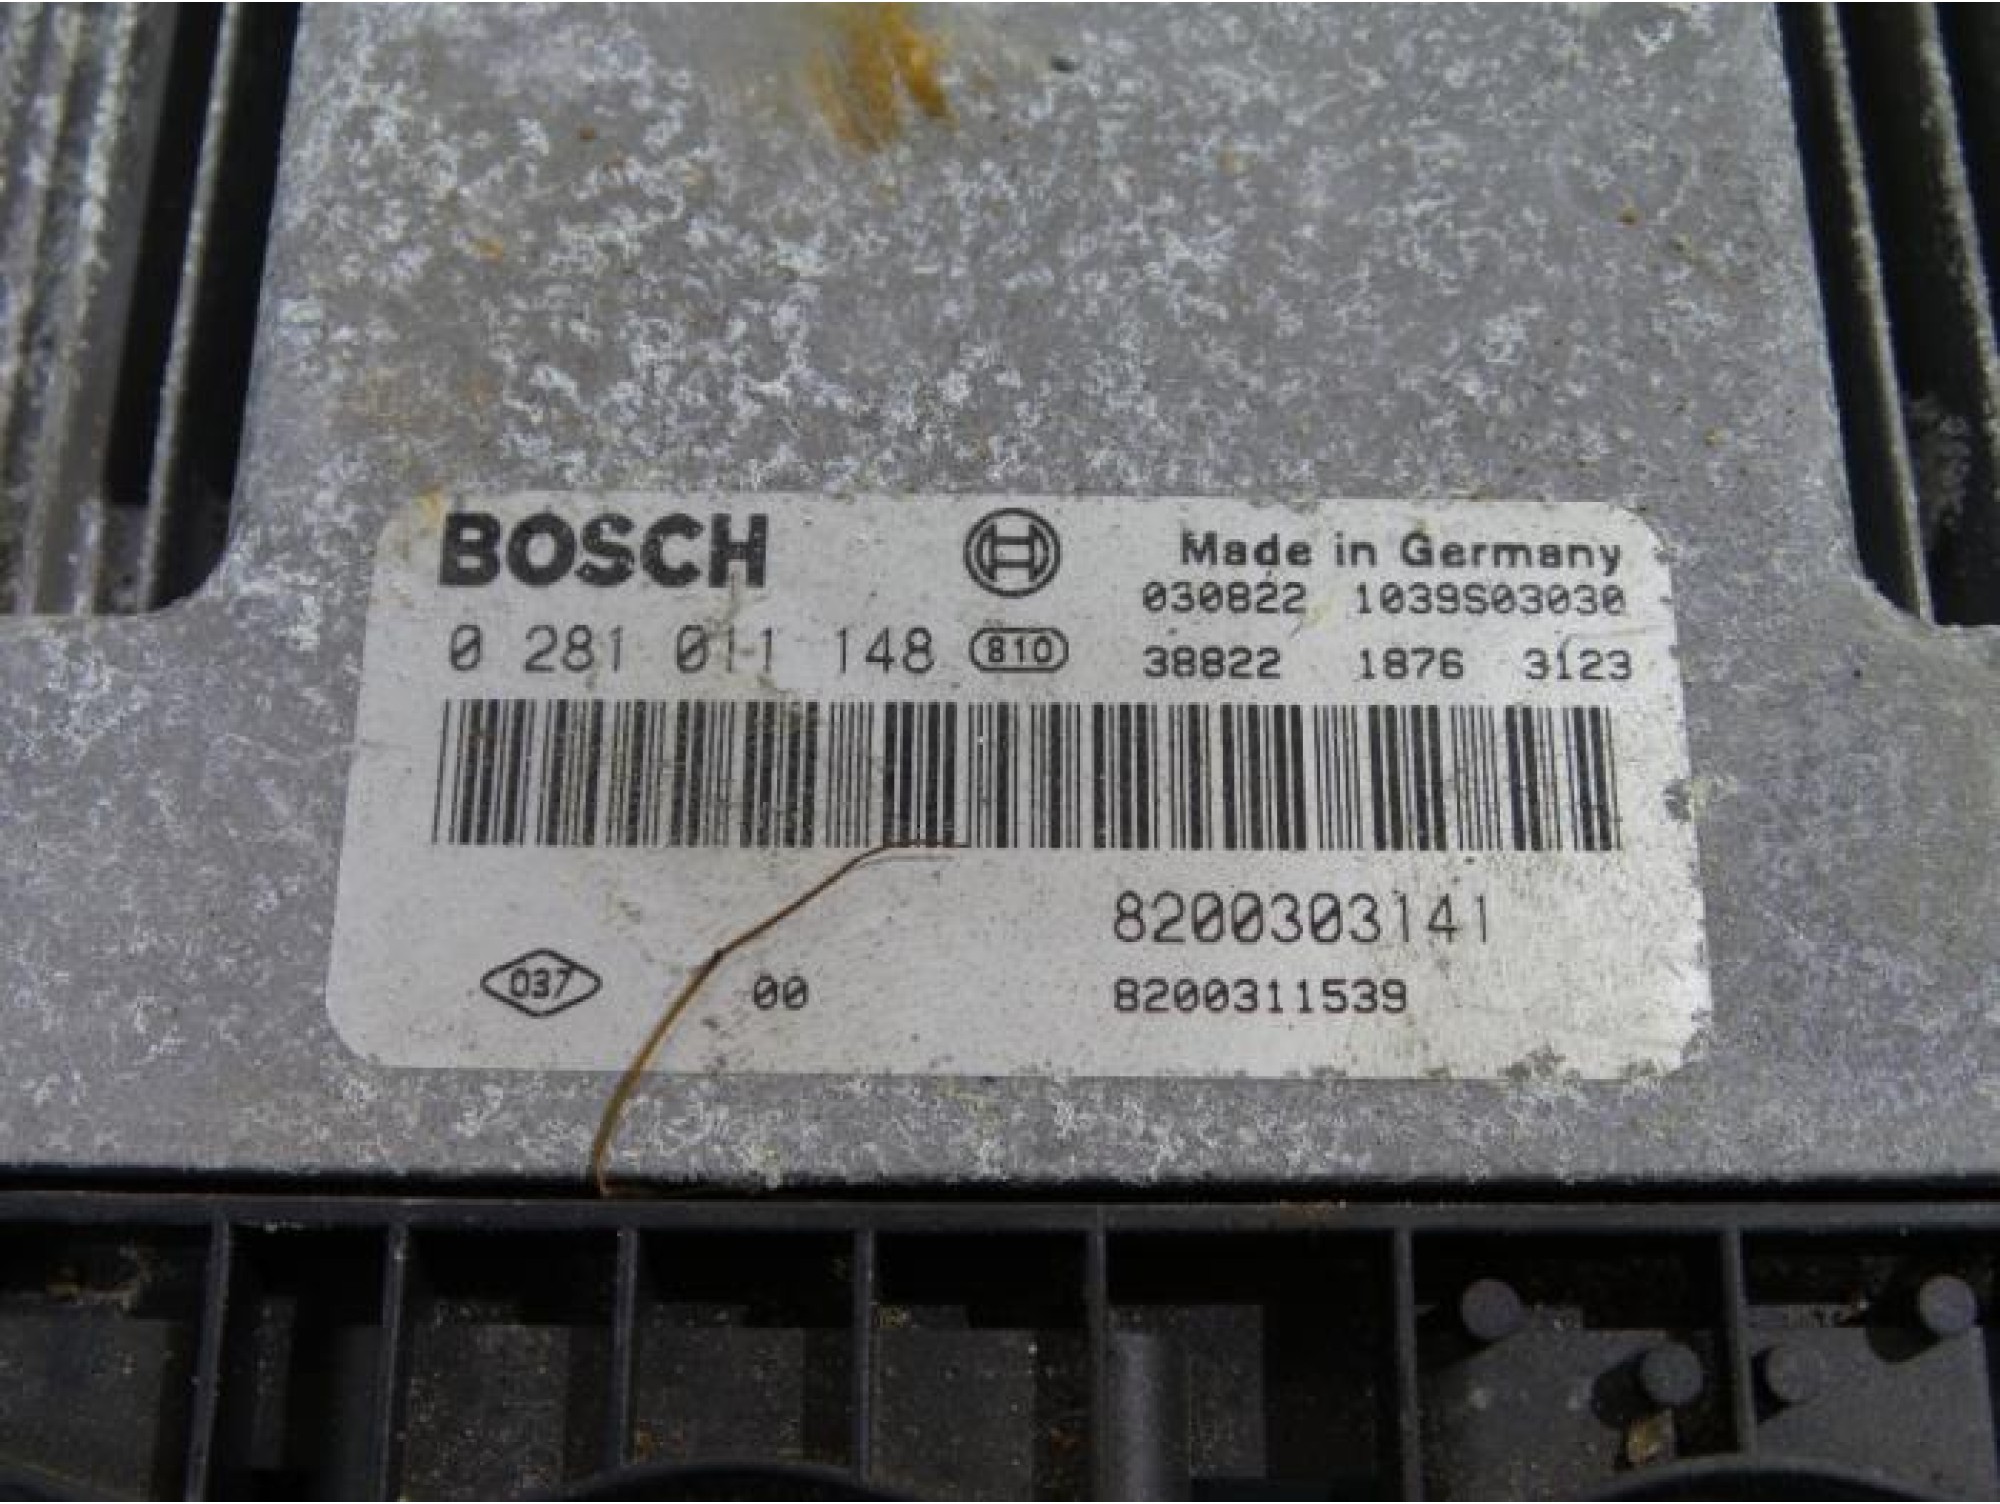 BOSCH
Made in Germany
030822 1039S03030
0 281 011 148 810
38822 1876 3123
8200303141
037 00 8200311539